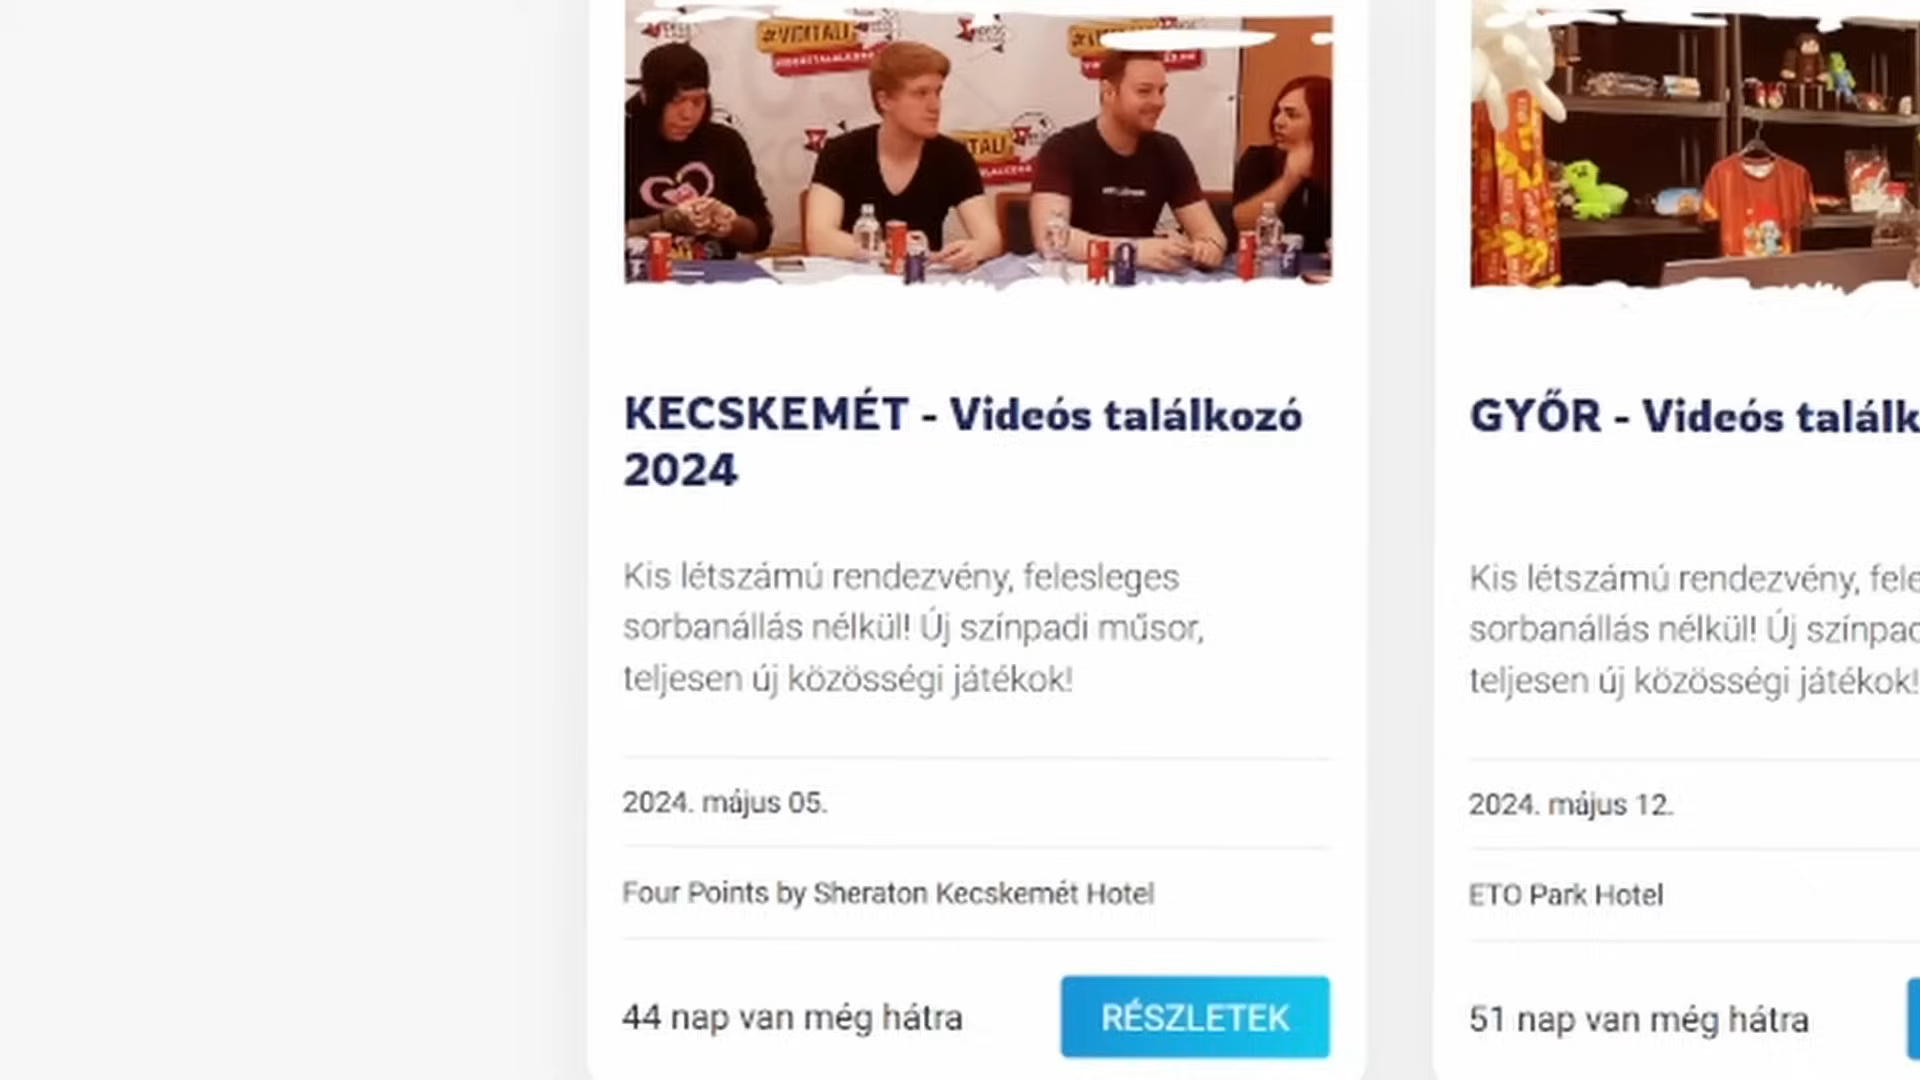 #VIDITALI
KECSKEMÉT - Videós találkozó
2024
Kis létszámú rendezvény, felesleges
sorbanállás nélkül! Új színpadi műsor,
teljesen új közösségi játékok!
2024. május 05.
Four Points by Sheraton Kecskemét Hotel
44 nap van még hátra
RÉSZLETEK
GYŐR - Videós találk
Kis létszámú rendezvény, fele
sorbanállás nélkül! Új színpad
teljesen új közösségi játékok!
2024. május 12.
ETO Park Hotel
51 nap van még hátra